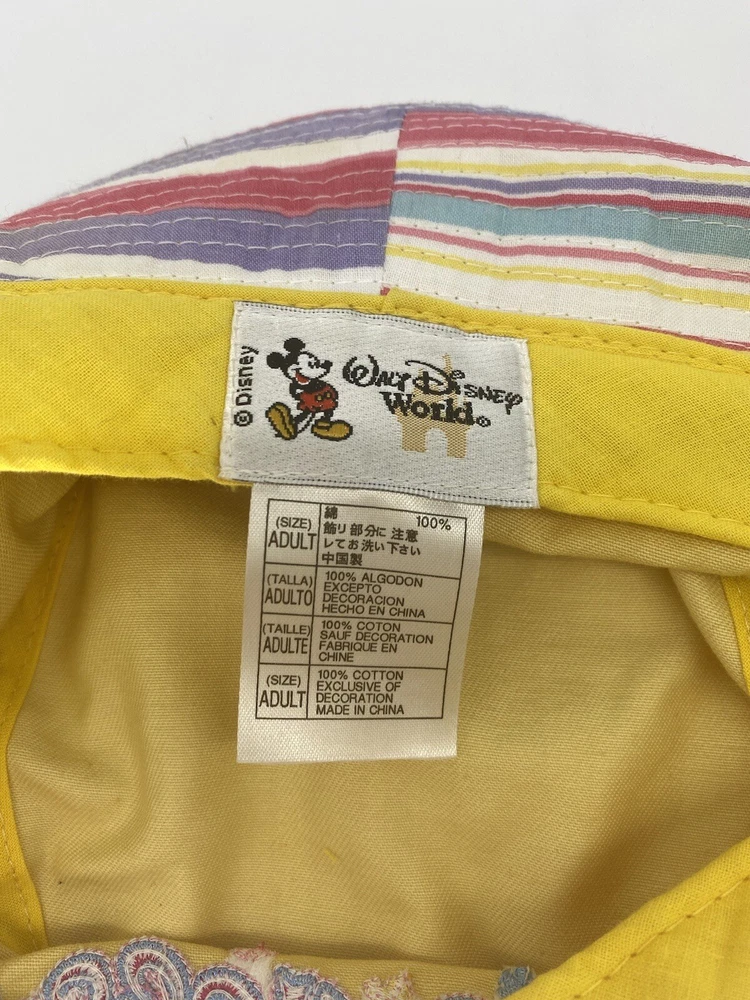 © Disney
WALT DISNEY
World®
(SIZE)
ADULT
綿 100%
飾り部分に注意
してお洗い下さい
中国製
(TALLA)
ADULTO
100% ALGODON
EXCEPTO
DECORACION
HECHO EN CHINA
(TAILLE)
ADULTE
100% COTON
SAUF DECORATION
FABRIQUE EN
CHINE
(SIZE)
ADULT
100% COTTON
EXCLUSIVE OF
DECORATION
MADE IN CHINA